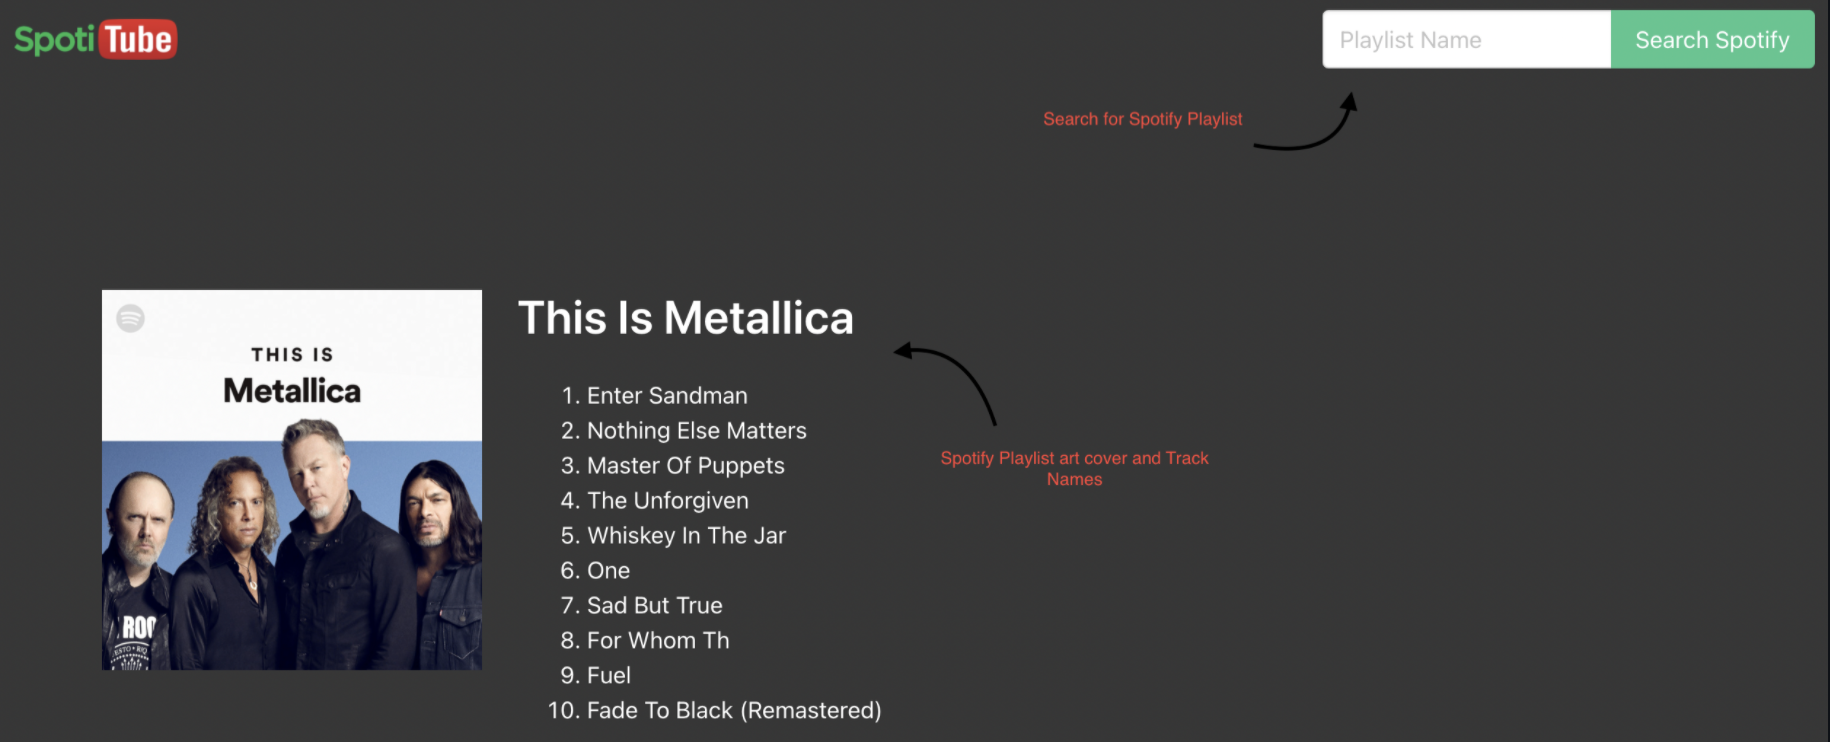 SpotiTube
Playlist Name
Search Spotify
Search for Spotify Playlist
THIS IS
Metallica
ROC
ESTO • RIO
This Is Metallica
1. Enter Sandman
2. Nothing Else Matters
3. Master Of Puppets
4. The Unforgiven
5. Whiskey In The Jar
6. One
7. Sad But True
8. For Whom Th
9. Fuel
10. Fade To Black (Remastered)
Spotify Playlist art cover and Track
Names